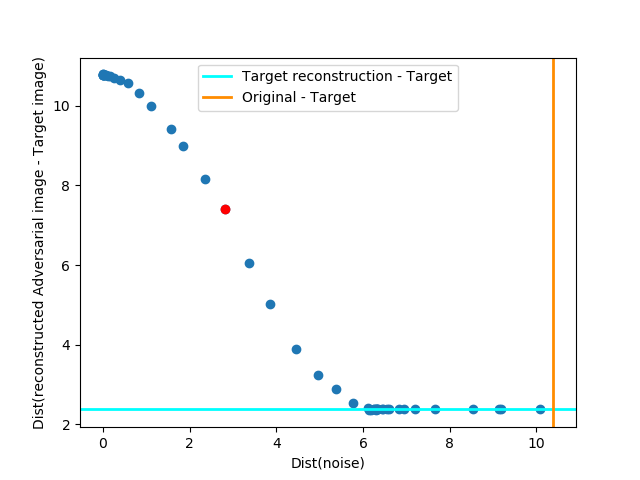 Target reconstruction - Target
Original - Target
Dist(reconstructed Adversarial image - Target image)
10
8
6
4
2
0
2
4
6
8
10
Dist(noise)